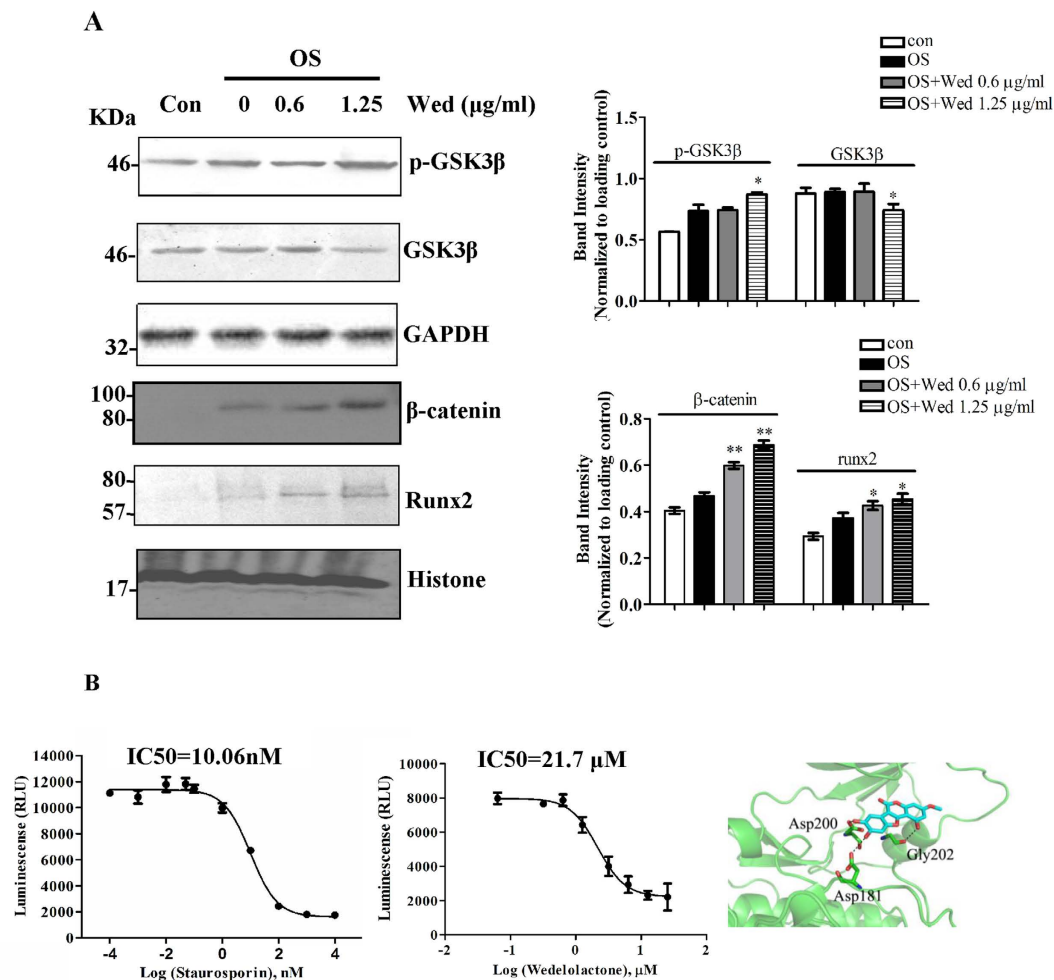 A
OS
Con 0 0.6 1.25 Wed (µg/ml)
KDa
46 p-GSK3β
46 GSK3β
32 GAPDH
100
80 β-catenin
80
57 Runx2
17 Histone
con
OS
OS+Wed 0.6 µg/ml
OS+Wed 1.25 µg/ml
Band Intensity
(Normalized to loading control)
1.5
1.0
0.5
0.0
p-GSK3β GSK3β
* *
con
OS
OS+Wed 0.6 µg/ml
OS+Wed 1.25 µg/ml
Band Intensity
(Normalized to loading control)
0.8
0.6
0.4
0.2
0.0
β-catenin
** **
runx2
* *
B
IC50=10.06nM
Luminescense (RLU)
14000
12000
10000
8000
6000
4000
2000
0
-4 -2 0 2 4
Log (Staurosporin), nM
IC50=21.7 µM
Luminescense (RLU)
10000
8000
6000
4000
2000
0
-2 -1 0 1 2
Log (Wedelolactone), µM
Asp200
Gly202
Asp181